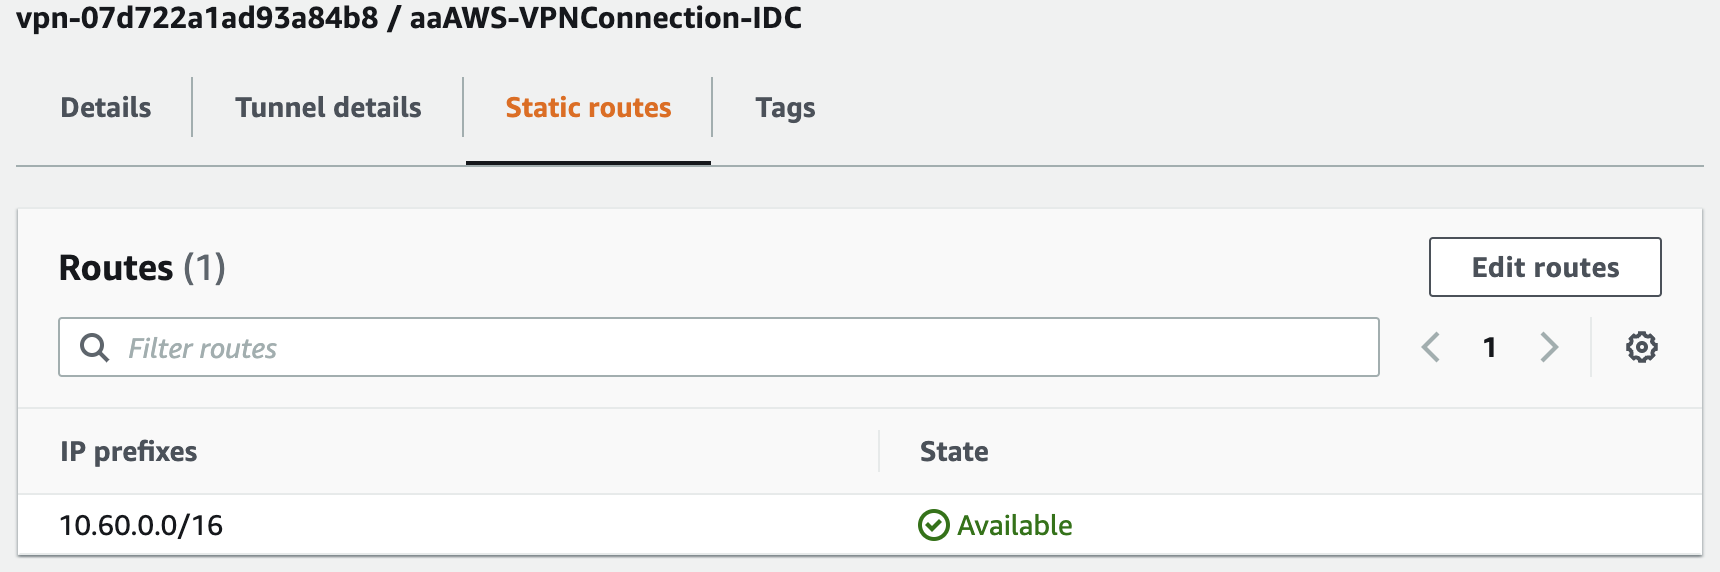 vpn-07d722a1ad93a84b8 / aaAWS-VPNConnection-IDC
Details Tunnel details Static routes Tags
Routes (1) Edit routes
Filter routes 1
IP prefixes State
10.60.0.0/16 Available